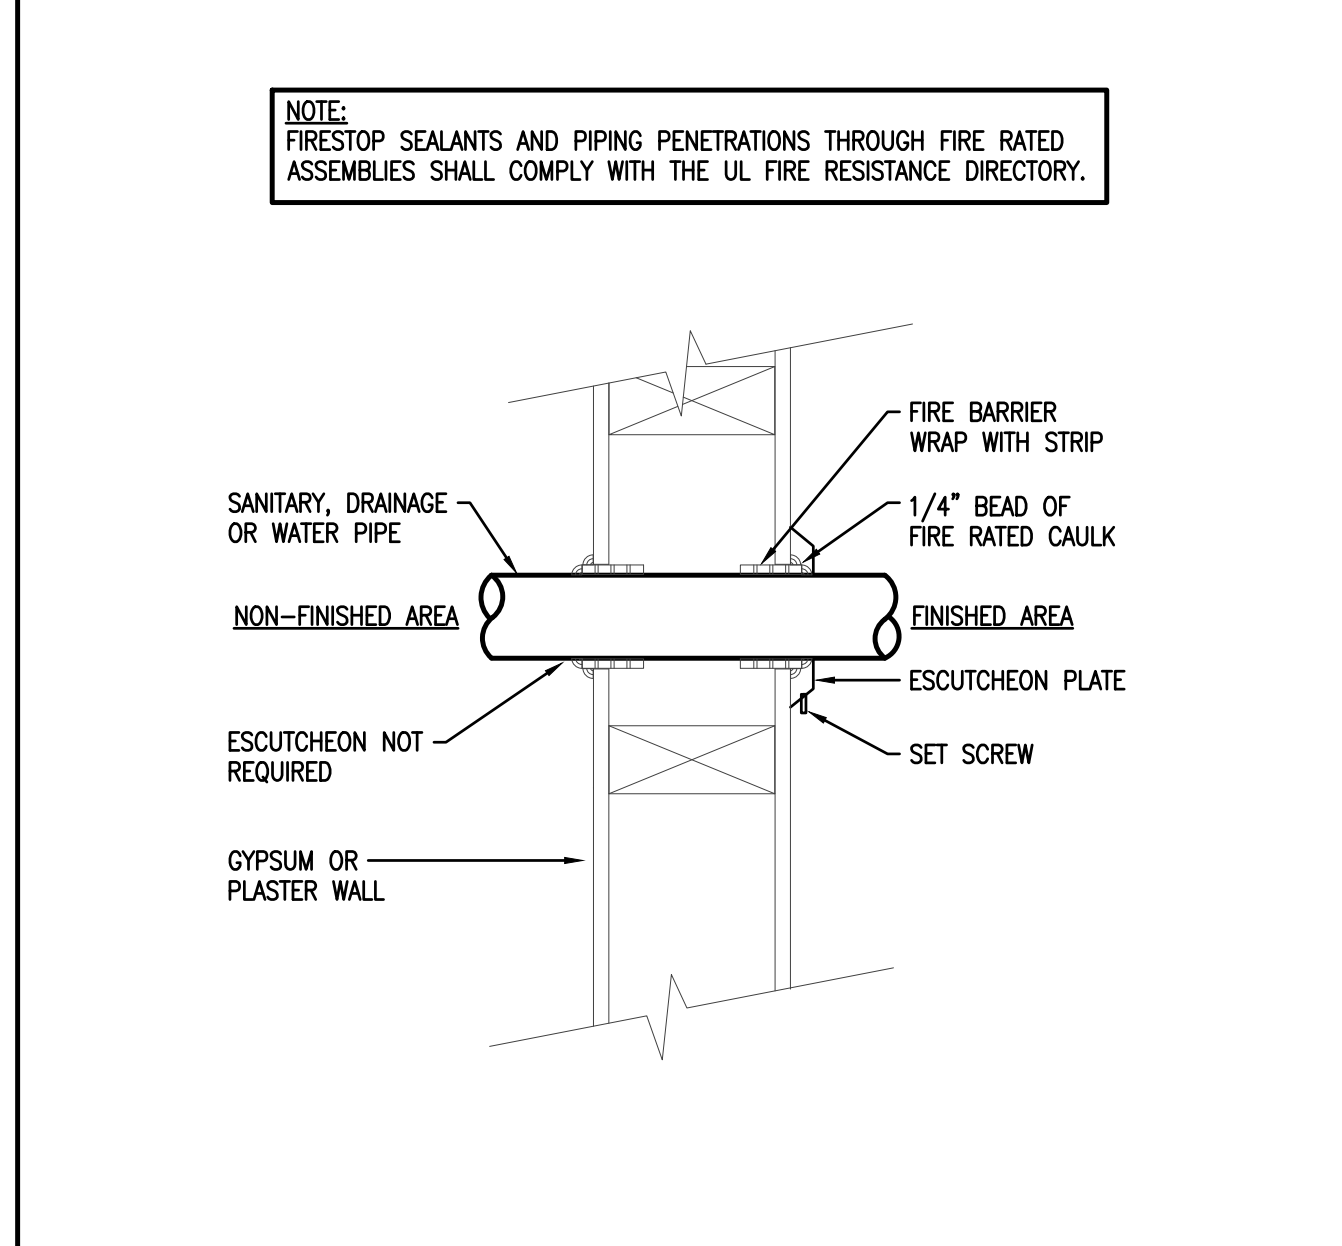 NOTE:
FIRESTOP SEALANTS AND PIPING PENETRATIONS THROUGH FIRE RATED
ASSEMBLIES SHALL COMPLY WITH THE UL FIRE RESISTANCE DIRECTORY.
FIRE BARRIER
WRAP WITH STRIP
SANITARY, DRAINAGE
OR WATER PIPE
1/4" BEAD OF
FIRE RATED CAULK
NON-FINISHED AREA
FINISHED AREA
ESCUTCHEON PLATE
ESCUTCHEON NOT
REQUIRED
SET SCREW
GYPSUM OR
PLASTER WALL